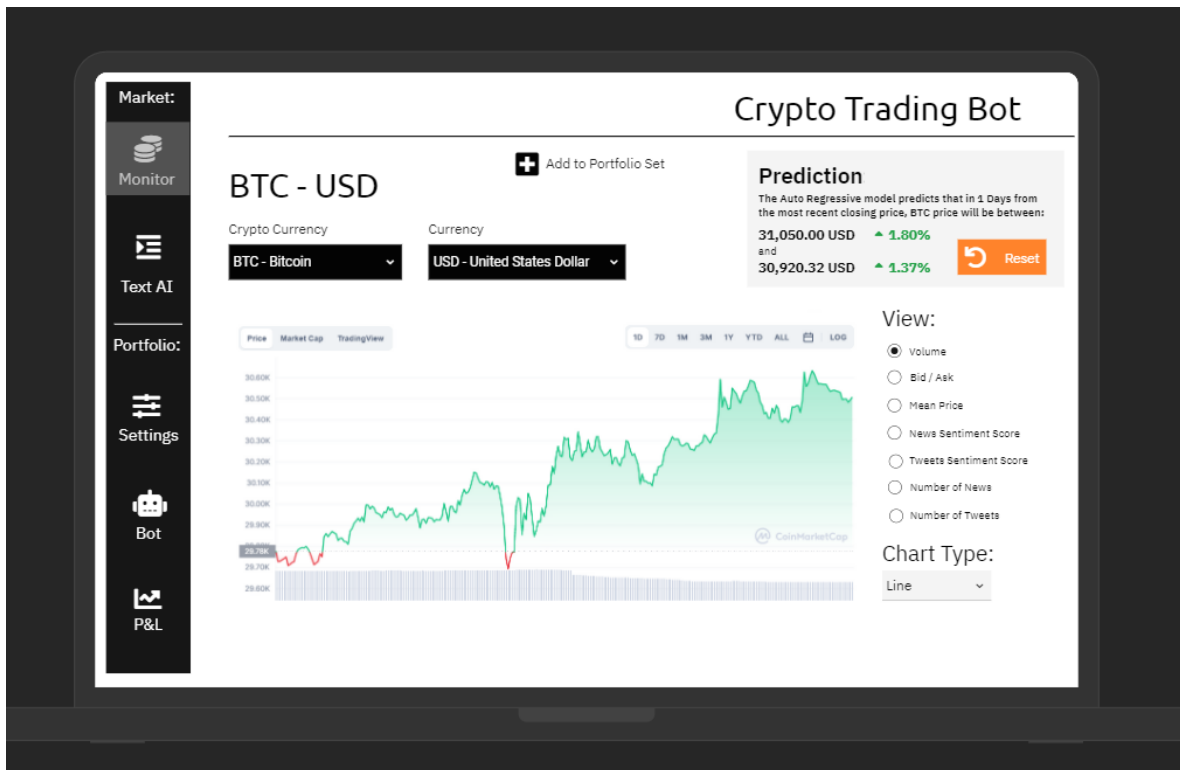 Market:
Monitor
Text AI
Portfolio:
Settings
Bot
P&L
Crypto Trading Bot
BTC - USD
Add to Portfolio Set
Crypto Currency
BTC - Bitcoin
Currency
USD - United States Dollar
Prediction
The Auto Regressive model predicts that in 1 Days from
the most recent closing price, BTC price will be between:
31,050.00 USD 1.80%
and
30,920.32 USD 1.37%
Reset
Price Market Cap TradingView
1D 7D 1M 3M 1Y YTD ALL LOG
30.60K
30.50K
30.40K
30.30K
30.20K
30.10K
30.00K
29.90K
29.80K
29.78K
29.70K
29.60K
CoinMarketCap
View:
Volume
Bid / Ask
Mean Price
News Sentiment Score
Tweets Sentiment Score
Number of News
Number of Tweets
Chart Type:
Line